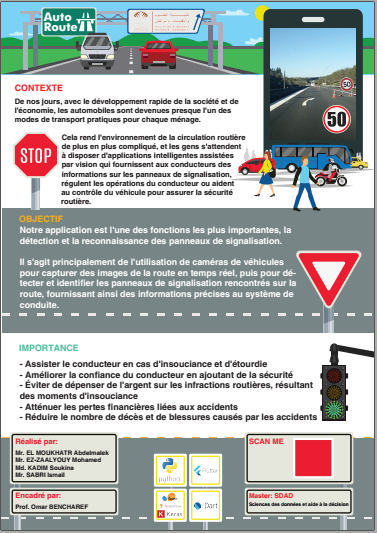 Auto
Route
50
50
CONTEXTE
De nos jours, avec le développement rapide de la société et de
l'économie, les automobiles sont devenues presque l'un des
modes de transport pratiques pour chaque ménage.
STOP
Cela rend l'environnement de la circulation routière
de plus en plus compliqué, et les gens s'attendent
à disposer d'applications intelligentes assistées
par vision qui fournissent aux conducteurs des
informations sur les panneaux de signalisation,
régulent les opérations du conducteur ou aident
au contrôle du véhicule pour assurer la sécurité
routière.
OBJECTIF
Notre application est l'une des fonctions les plus importantes, la
détection et la reconnaissance des panneaux de signalisation.
Il s'agit principalement de l'utilisation de caméras de véhicules
pour capturer des images de la route en temps réel, puis pour dé-
tecter et identifier les panneaux de signalisation rencontrés sur la
route, fournissant ainsi des informations précises au système de
conduite.
IMPORTANCE
- Assister le conducteur en cas d'insouciance et d'étourdie
- Améliorer la confiance du conducteur en ajoutant de la sécurité
- Éviter de dépenser de l'argent sur les infractions routières, résultant
des moments d'insouciance
- Atténuer les pertes financières liées aux accidents
- Réduire le nombre de décès et de blessures causés par les accidents
Réalisé par:
Mr. EL MOUKHATR Abdelmalek
Mr. EZ-ZAALYOUY Mohamed
Md. KADIM Soukina
Mr. SABRI Ismail
Encadré par:
Prof. Omar BENCHAREF
python
Flutter
Keras
Dart
SCAN ME
Master: SDAD
Sciences des données et aide à la décision